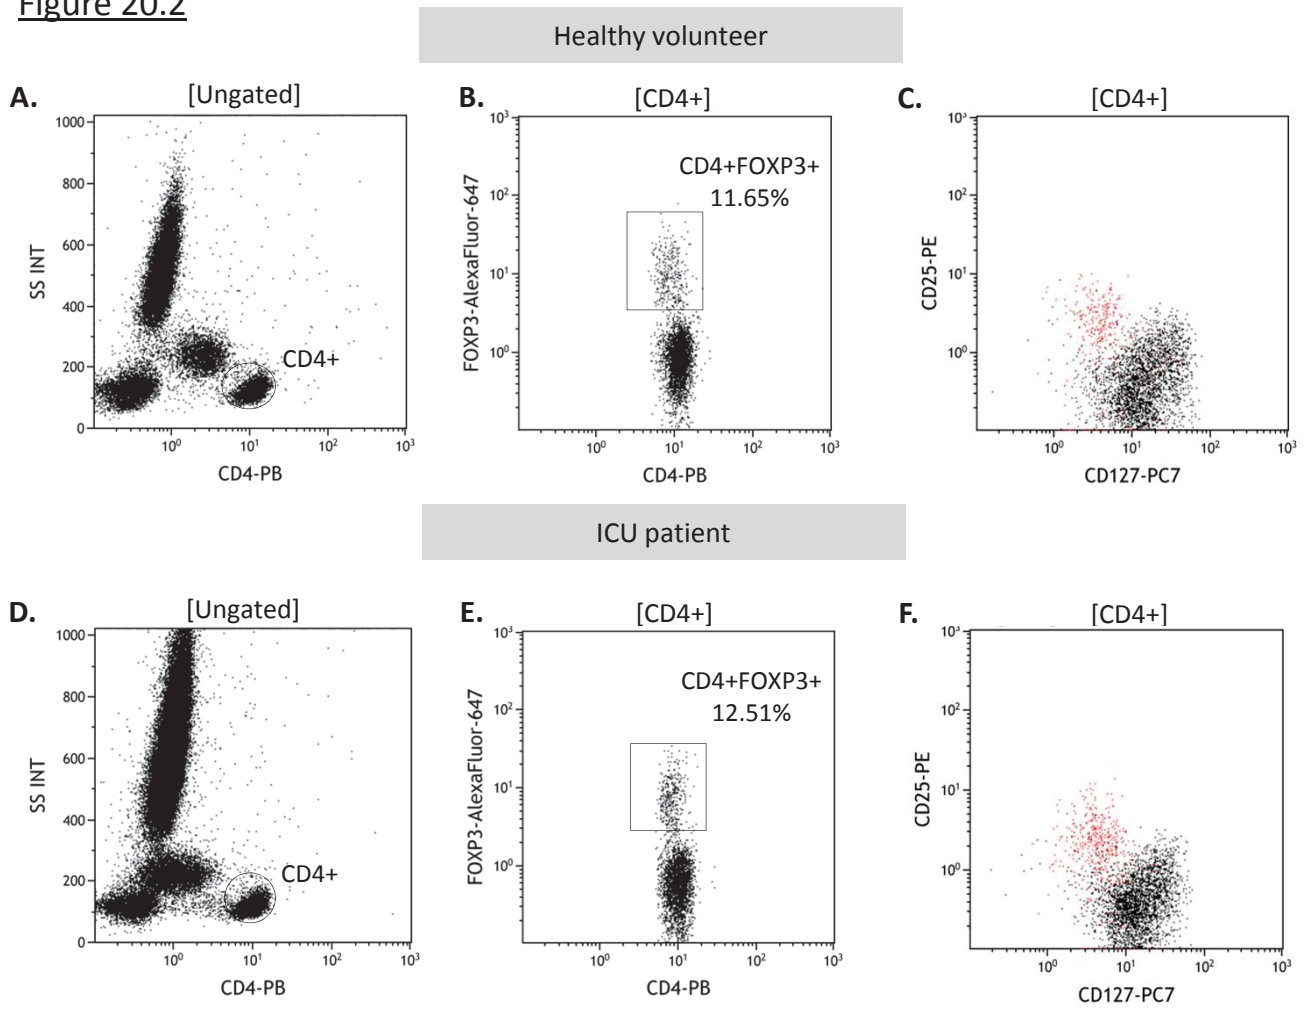 Figure 20.2
Healthy volunteer
A. [Ungated]
1000
800
600
400
200
0
SS INT
CD4+
10⁰ 10¹ 10² 10³
CD4-PB
B. [CD4+]
10³
10²
10¹
10⁰
FOXP3-AlexaFluor-647
CD4+FOXP3+
11.65%
10⁰ 10¹ 10² 10³
CD4-PB
C. [CD4+]
10³
10²
10¹
10⁰
CD25-PE
10⁰ 10¹ 10² 10³
CD127-PC7
ICU patient
D. [Ungated]
1000
800
600
400
200
0
SS INT
CD4+
10⁰ 10¹ 10² 10³
CD4-PB
E. [CD4+]
10³
10²
10¹
10⁰
FOXP3-AlexaFluor-647
CD4+FOXP3+
12.51%
10⁰ 10¹ 10² 10³
CD4-PB
F. [CD4+]
10³
10²
10¹
10⁰
CD25-PE
10⁰ 10¹ 10² 10³
CD127-PC7